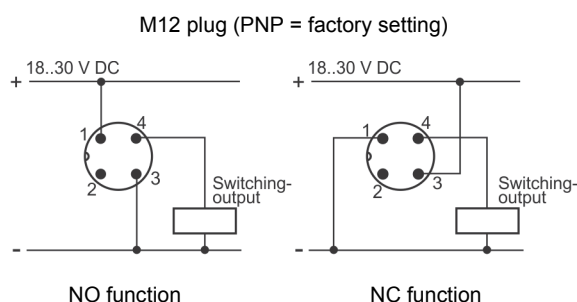 M12 plug (PNP = factory setting)
18..30 V DC
+
1
4
2
3
Switching-
output
-
NO function
18..30 V DC
+
1
4
2
3
Switching-
output
-
NC function